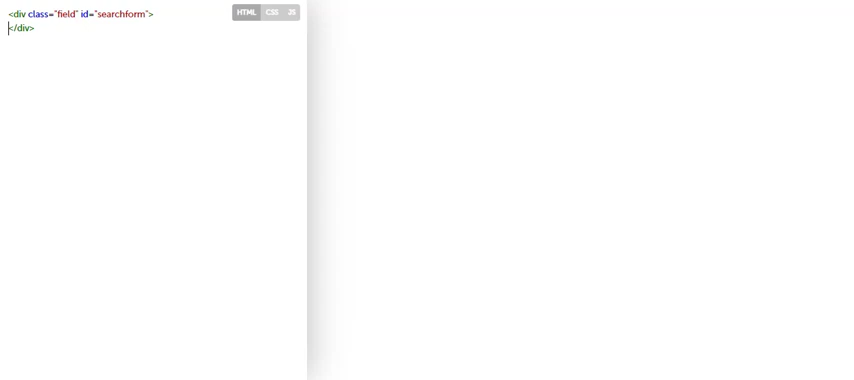 <div class="field" id="searchform">
</div>
HTML CSS JS